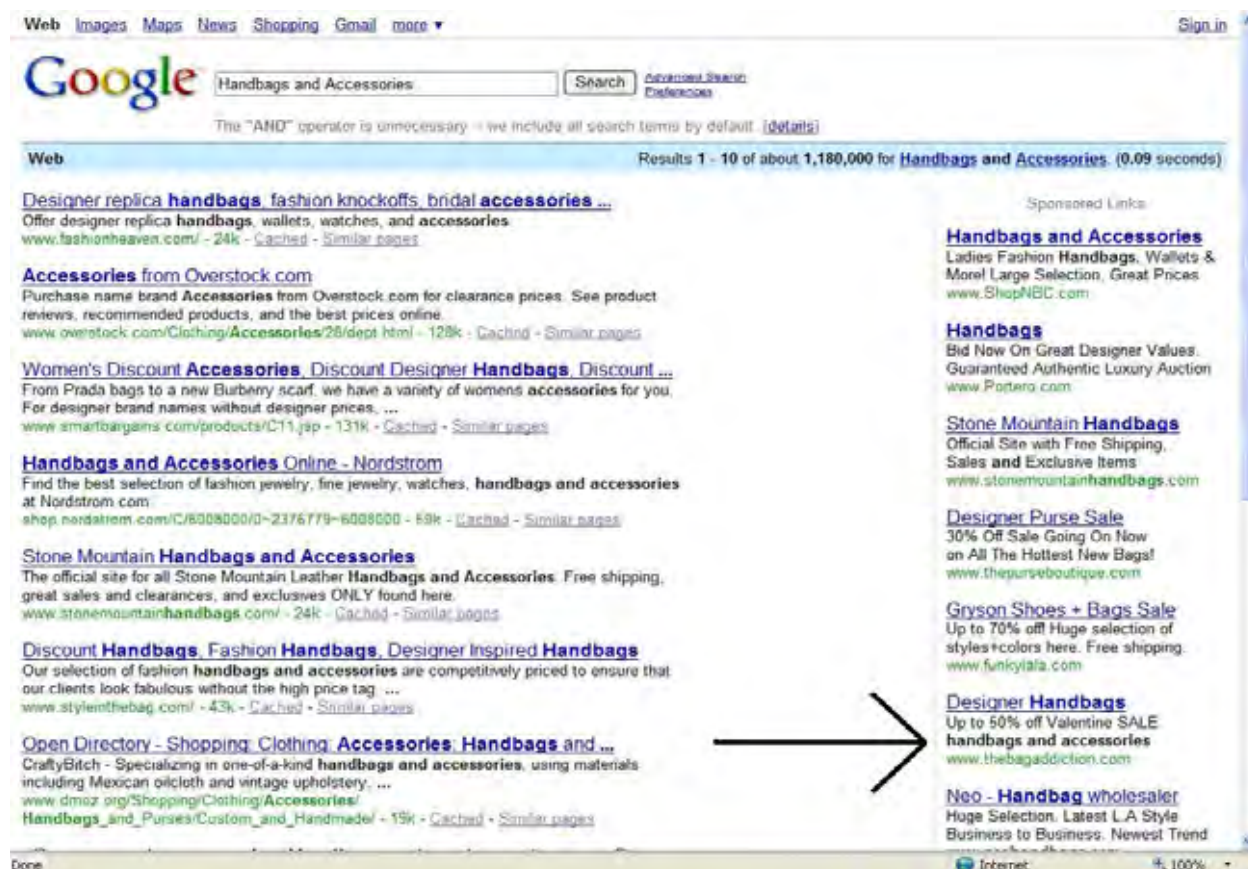 Web Images Maps News Shopping Gmail more ▼
Sign in
Google
Handbags and Accessories
Search
Advanced Search
Preferences
The "AND" operator is unnecessary -- we include all search terms by default. [details]
Web
Results 1 - 10 of about 1,180,000 for Handbags and Accessories. (0.09 seconds)
Designer replica handbags, fashion knockoffs, bridal accessories ...
Offer designer replica handbags, wallets, watches, and accessories
www.fashionheaven.com/ - 24k - Cached - Similar pages
Accessories from Overstock.com
Purchase name brand Accessories from Overstock.com for clearance prices. See product
reviews, recommended products, and the best prices online.
www.overstock.com/Clothing/Accessories/26/dept.html - 128k - Cached - Similar pages
Women's Discount Accessories, Discount Designer Handbags, Discount ...
From Prada bags to a new Burberry scarf, we have a variety of womens accessories for you.
For designer brand names without designer prices, ...
www.smartbargains.com/products/C11.jsp - 131k - Cached - Similar pages
Handbags and Accessories Online - Nordstrom
Find the best selection of fashion jewelry, fine jewelry, watches, handbags and accessories
at Nordstrom.com
shop.nordstrom.com/C/6008000/0~2376779~6008000 - 59k - Cached - Similar pages
Stone Mountain Handbags and Accessories
The official site for all Stone Mountain Leather Handbags and Accessories. Free shipping,
great sales and clearances, and exclusives ONLY found here.
www.stonemountainhandbags.com/ - 24k - Cached - Similar pages
Discount Handbags, Fashion Handbags, Designer Inspired Handbags
Our selection of fashion handbags and accessories are competitively priced to ensure that
our clients look fabulous without the high price tag. ...
www.styleinthebag.com/ - 43k - Cached - Similar pages
Open Directory - Shopping: Clothing: Accessories: Handbags and ...
CraftyBitch - Specializing in one-of-a-kind handbags and accessories, using materials
including Mexican oilcloth and vintage upholstery. ...
www.dmoz.org/Shopping/Clothing/Accessories/
Handbags_and_Purses/Custom_and_Handmade/ - 19k - Cached - Similar pages
Sponsored Links
Handbags and Accessories
Ladies Fashion Handbags, Wallets &
More! Large Selection, Great Prices
www.ShopNBC.com
Handbags
Bid Now On Great Designer Values.
Guaranteed Authentic Luxury Auction
www.Portero.com
Stone Mountain Handbags
Official Site with Free Shipping,
Sales and Exclusive Items
www.stonemountainhandbags.com
Designer Purse Sale
30% Off Sale Going On Now
on All The Hottest New Bags!
www.thepurseboutique.com
Gryson Shoes + Bags Sale
Up to 70% off! Huge selection of
styles+colors here. Free shipping.
www.funkylala.com
Designer Handbags
Up to 50% off Valentine SALE
handbags and accessories
www.thebagaddiction.com
Neo - Handbag wholesaler
Huge Selection. Latest L.A Style
Business to Business. Newest Trend
Done
Internet
100%